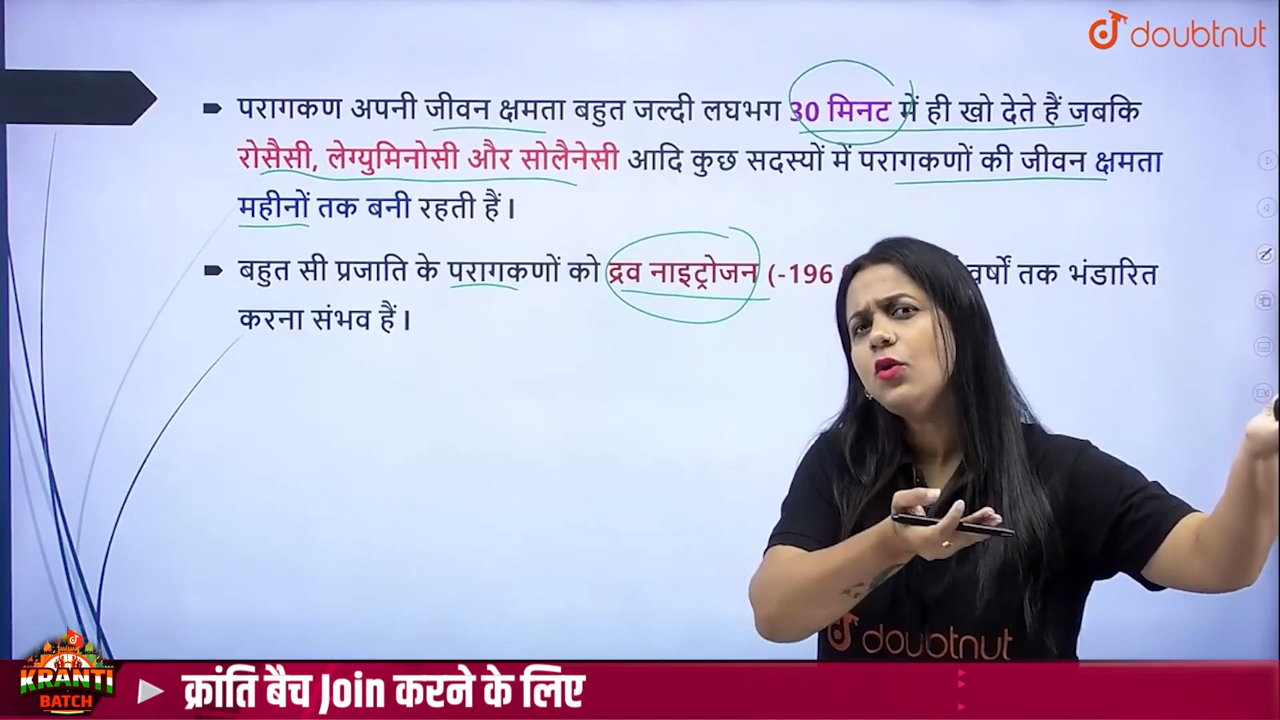 doubtnut
परागकण अपनी जीवन क्षमता बहुत जल्दी लघभग 30 मिनट में ही खो देते हैं जबकि
रोसैसी, लेग्युमिनोसी और सोलैनेसी आदि कुछ सदस्यों में परागकणों की जीवन क्षमता
महीनों तक बनी रहती हैं।
बहुत सी प्रजाति के परागकणों को द्रव नाइट्रोजन (-196 वर्षों तक भंडारित
करना संभव हैं।
doubtnut
KRANTI
BATCH
क्रांति बैच Join करने के लिए